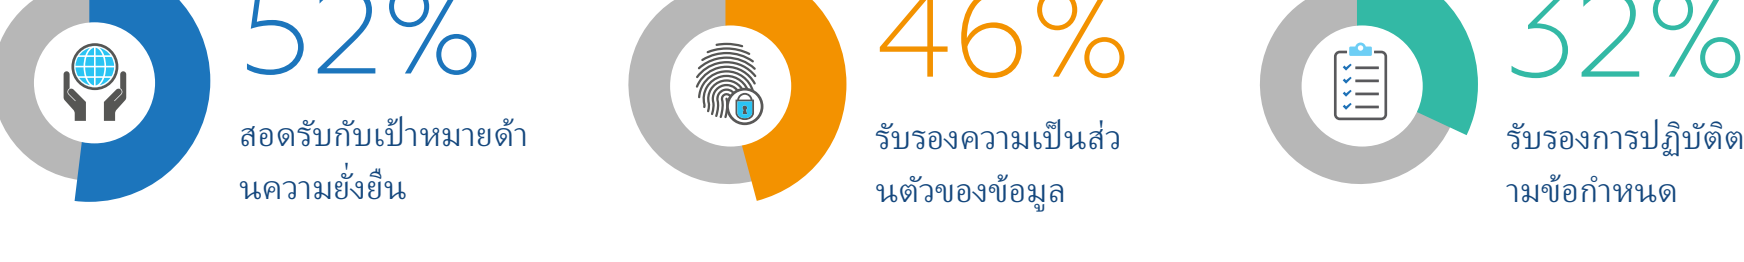 52%
สอดรับกับเป้าหมายด้า
นความยั่งยืน
46%
รับรองความเป็นส่ว
นตัวของข้อมูล
32%
รับรองการปฏิบัติต
ามข้อกำหนด